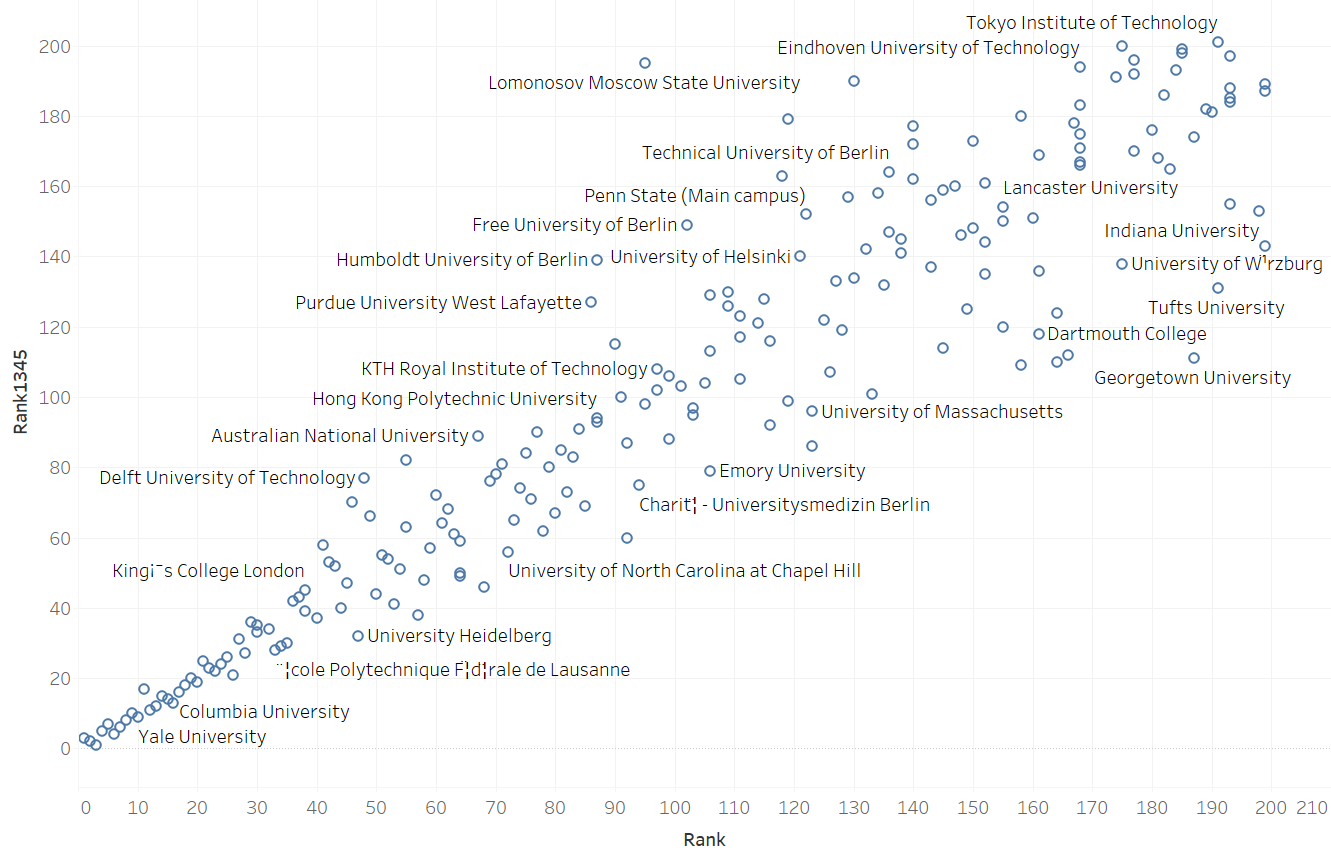 Tokyo Institute of Technology
Eindhoven University of Technology
200
Lomonosov Moscow State University
180
Technical University of Berlin
160
Lancaster University
Penn State (Main campus)
Free University of Berlin
Indiana University
140
Humboldt University of Berlin
University of Helsinki
University of W¹rzburg
Purdue University West Lafayette
Tufts University
120
Dartmouth College
KTH Royal Institute of Technology
Georgetown University
100
Hong Kong Polytechnic University
University of Massachusetts
Australian National University
80
Delft University of Technology
Emory University
Charit¦ - Universitysmedizin Berlin
60
King¡¯s College London
University of North Carolina at Chapel Hill
40
University Heidelberg
¨¦cole Polytechnique F¦d¦rale de Lausanne
20
Columbia University
Yale University
0
Rank1345
0 10 20 30 40 50 60 70 80 90 100 110 120 130 140 150 160 170 180 190 200 210
Rank